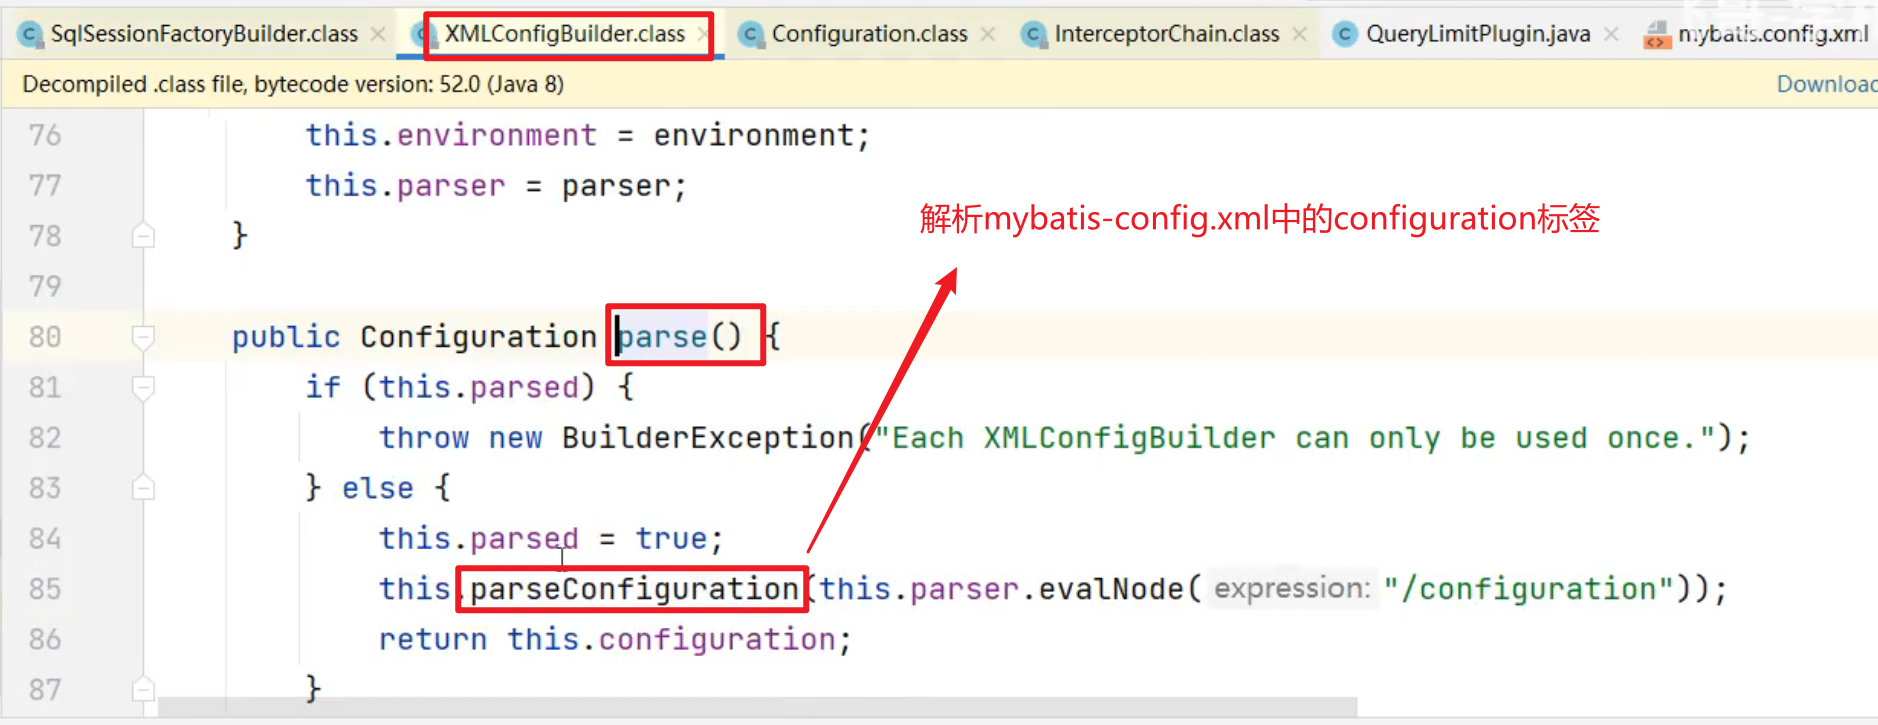 SqlSessionFactoryBuilder.class
XMLConfigBuilder.class
Configuration.class
InterceptorChain.class
QueryLimitPlugin.java
mybatis.config.xml
Decompiled .class file, bytecode version: 52.0 (Java 8)
Download
76 this.environment = environment;
77 this.parser = parser;
78 }
解析mybatis-config.xml中的configuration标签
79
80 public Configuration parse() {
81 if (this.parsed) {
82 throw new BuilderException("Each XMLConfigBuilder can only be used once.");
83 } else {
84 this.parsed = true;
85 this.parseConfiguration(this.parser.evalNode( expression: "/configuration"));
86 return this.configuration;
87 }